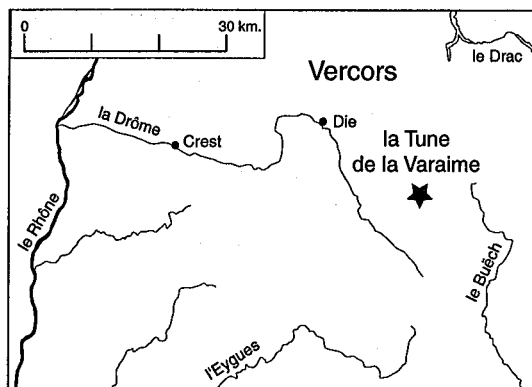 0 30 km.
le Drac
Vercors
la Drôme
Die
Crest
la Tune
de la Varaime
le Rhône
le Buëch
l'Eygues